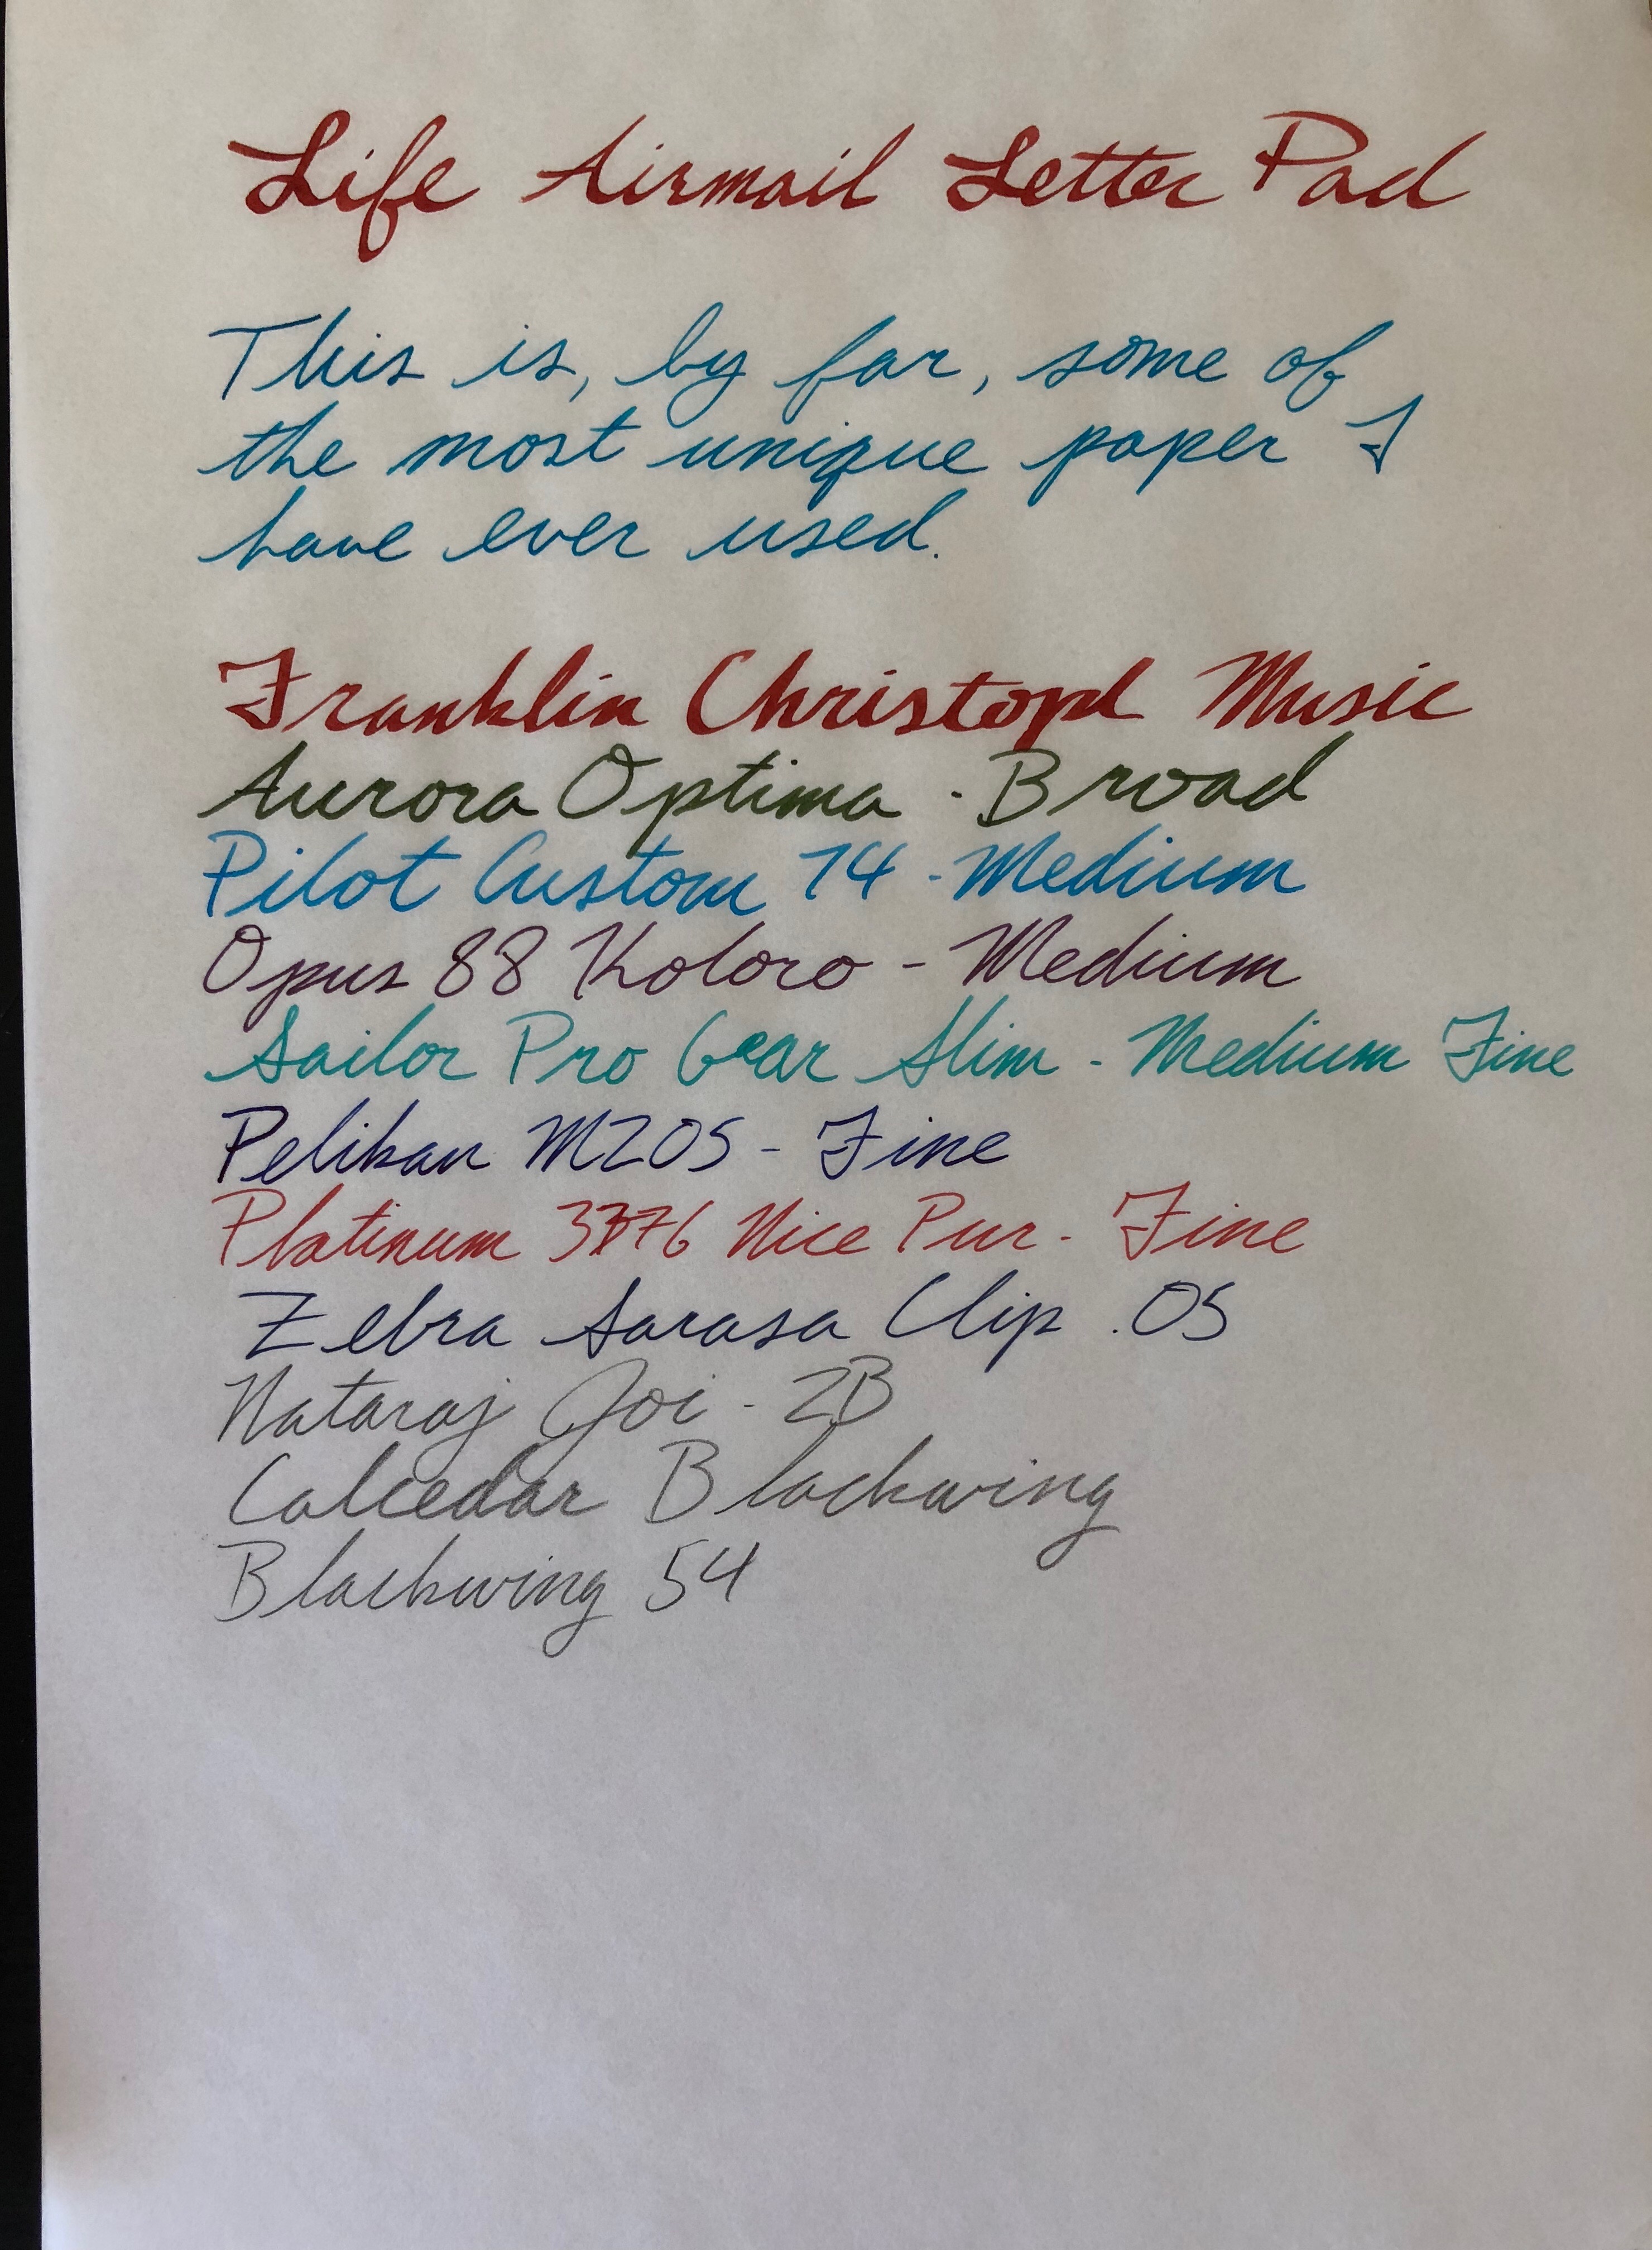 Life Airmail Letter Pad
This is, by far, some of
the most unique paper I
have ever used.
Franklin Christoph Music
Aurora Optima - Broad
Pilot Custom 74 - Medium
Opus 88 Koloro - Medium
Sailor Pro Gear Slim - Medium Fine
Pelikan M205 - Fine
Platinum 3776 Nice Pur - Fine
Zebra Sarasa Clip .05
Nataraj Joi - 2B
Calcedar Blackwing
Blackwing 54